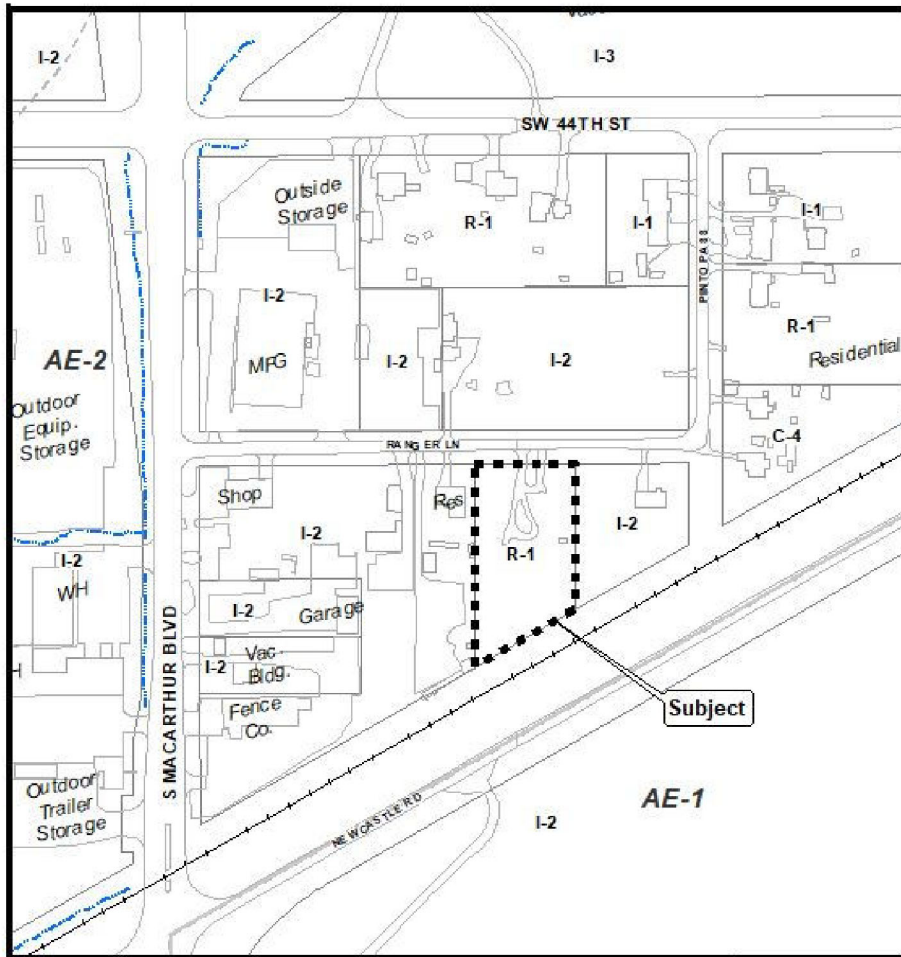 I-2
I-3
SW 44TH ST
Outside
Storage
R-1
I-1
I-1
PINTO PASS
I-2
MFG
I-2
I-2
R-1
Residential
AE-2
Outdoor
Equip.
Storage
C-4
RANGER LN
Shop
Res
I-2
R-1
I-2
I-2
WH
I-2
Garage
I-2
Vac.
Bldg.
Fence
Co.
S MACARTHUR BLVD
Subject
Outdoor
Trailer
Storage
AE-1
I-2
NEWCASTLE RD